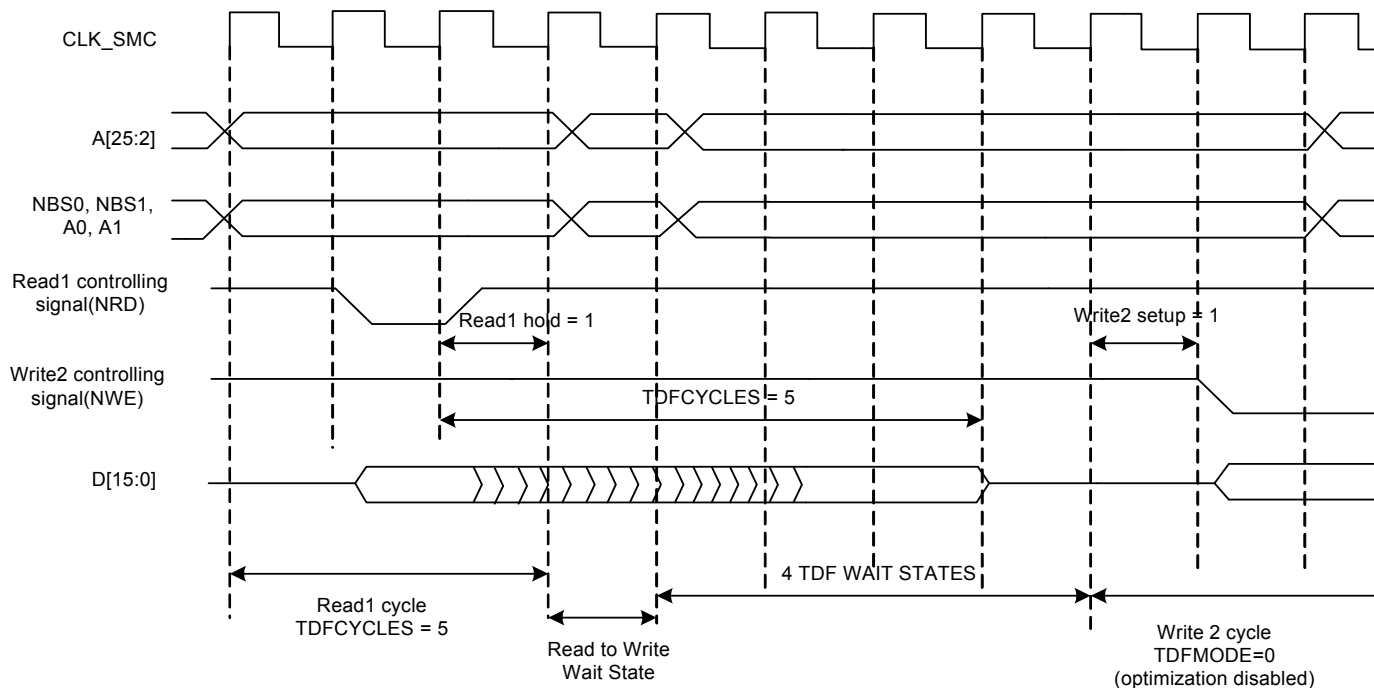 CLK_SMC
A[25:2]
NBS0, NBS1,
A0, A1
Read1 controlling
signal(NRD)
Read1 hold = 1
Write2 setup = 1
Write2 controlling
signal(NWE)
TDFCYCLES = 5
D[15:0]
4 TDF WAIT STATES
Read1 cycle
TDFCYCLES = 5
Read to Write
Wait State
Write 2 cycle
TDFMODE=0
(optimization disabled)